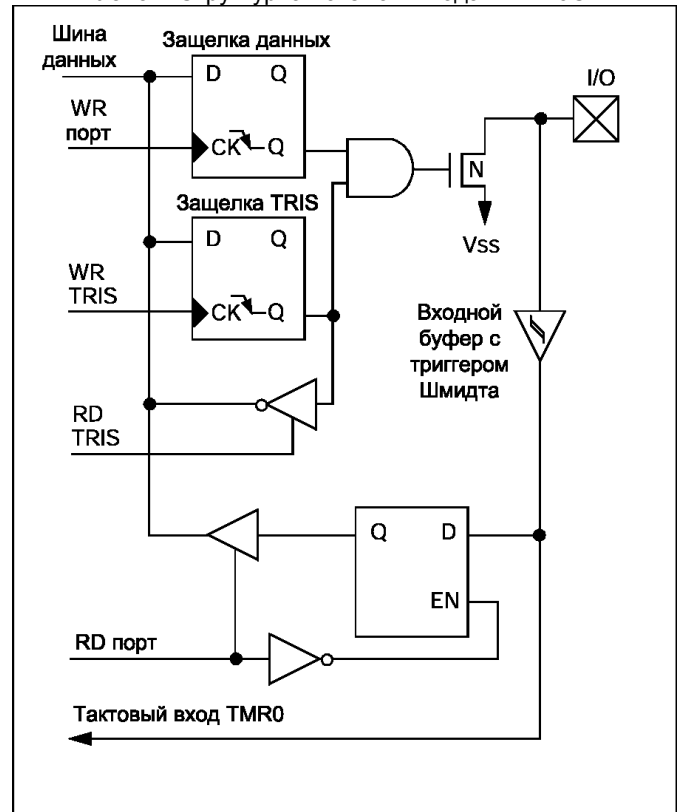 Шина
данных
Защелка данных
D Q
I/O
WR
порт
CK Q
N
Защелка TRIS
Vss
D Q
WR
TRIS
CK Q
Входной
буфер с
триггером
Шмидта
RD
TRIS
Q D
EN
RD порт
Тактовый вход TMR0